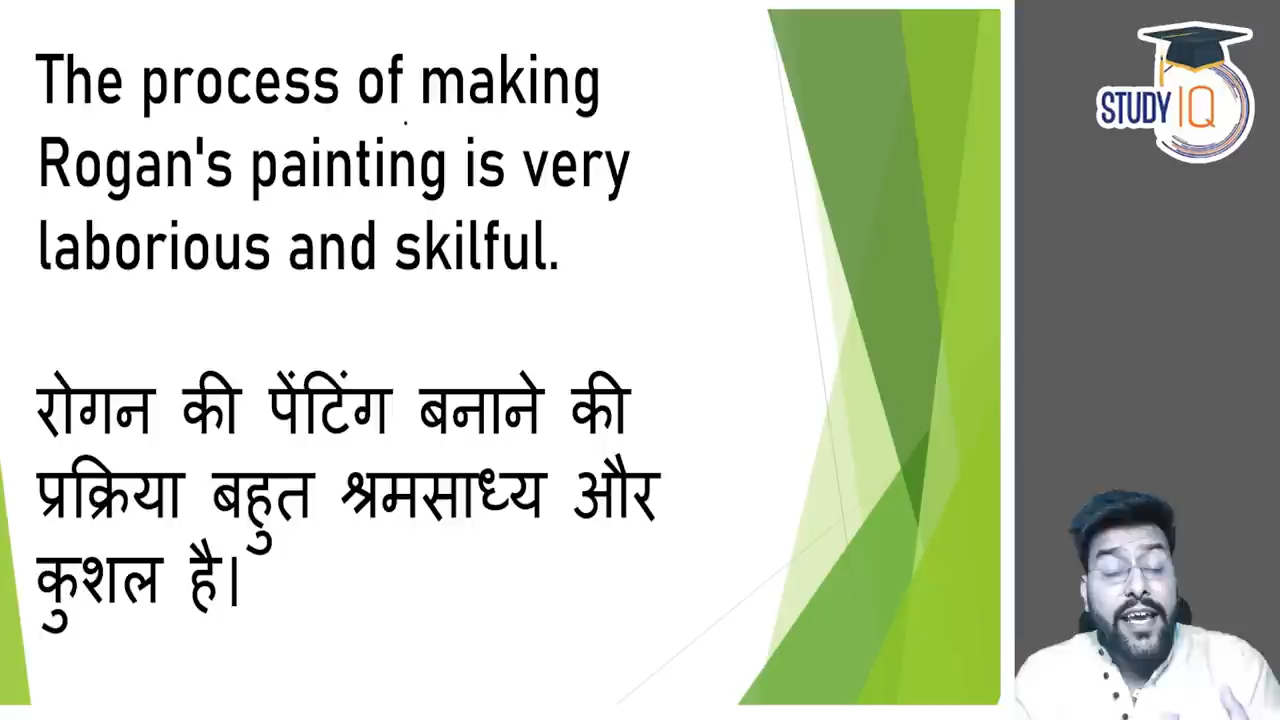 The process of making
Rogan's painting is very
laborious and skilful.
रोगन की पेंटिंग बनाने की
प्रक्रिया बहुत श्रमसाध्य और
कुशल है।
STUDY IQ